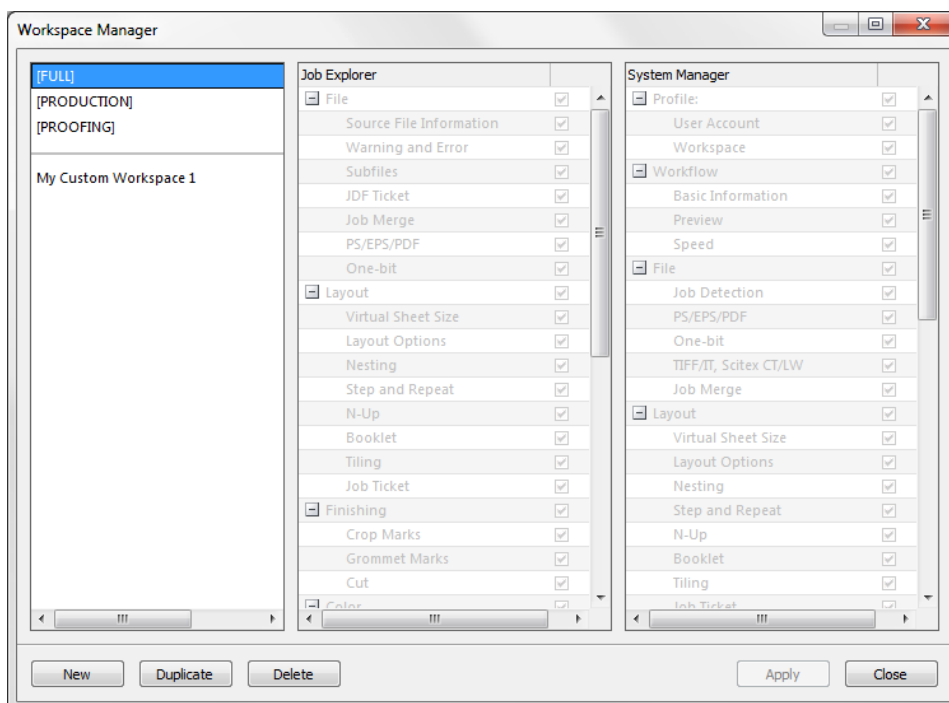 Workspace Manager
[FULL]
[PRODUCTION]
[PROOFING]
My Custom Workspace 1
Job Explorer
File
Source File Information
Warning and Error
Subfiles
JDF Ticket
Job Merge
PS/EPS/PDF
One-bit
Layout
Virtual Sheet Size
Layout Options
Nesting
Step and Repeat
N-Up
Booklet
Tiling
Job Ticket
Finishing
Crop Marks
Grommet Marks
Cut
Color
System Manager
Profile:
User Account
Workspace
Workflow
Basic Information
Preview
Speed
File
Job Detection
PS/EPS/PDF
One-bit
TIFF/IT, Scitex CT/LW
Job Merge
Layout
Virtual Sheet Size
Layout Options
Nesting
Step and Repeat
N-Up
Booklet
Tiling
Job Ticket
New
Duplicate
Delete
Apply
Close